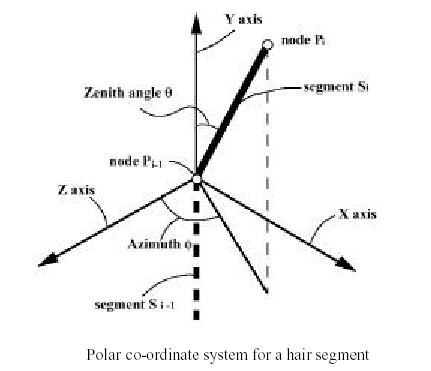 Y axis
node Pi
Zenith angle θ
segment Si
node Pi-1
Z axis
X axis
Azimuth ϕ
segment S i-1
Polar co-ordinate system for a hair segment